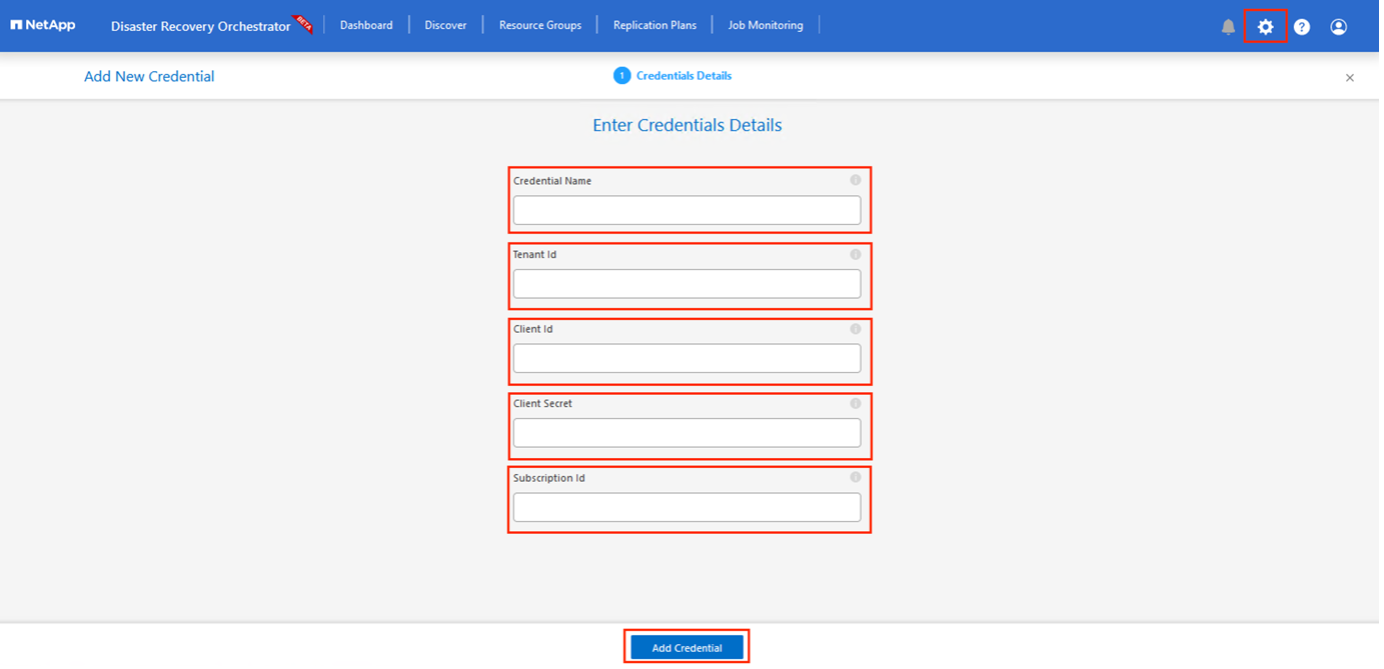 NetApp
Disaster Recovery Orchestrator BETA
Dashboard
Discover
Resource Groups
Replication Plans
Job Monitoring
?
Add New Credential
1 Credentials Details
×
Enter Credentials Details
Credential Name
Tenant Id
Client Id
Client Secret
Subscription Id
Add Credential